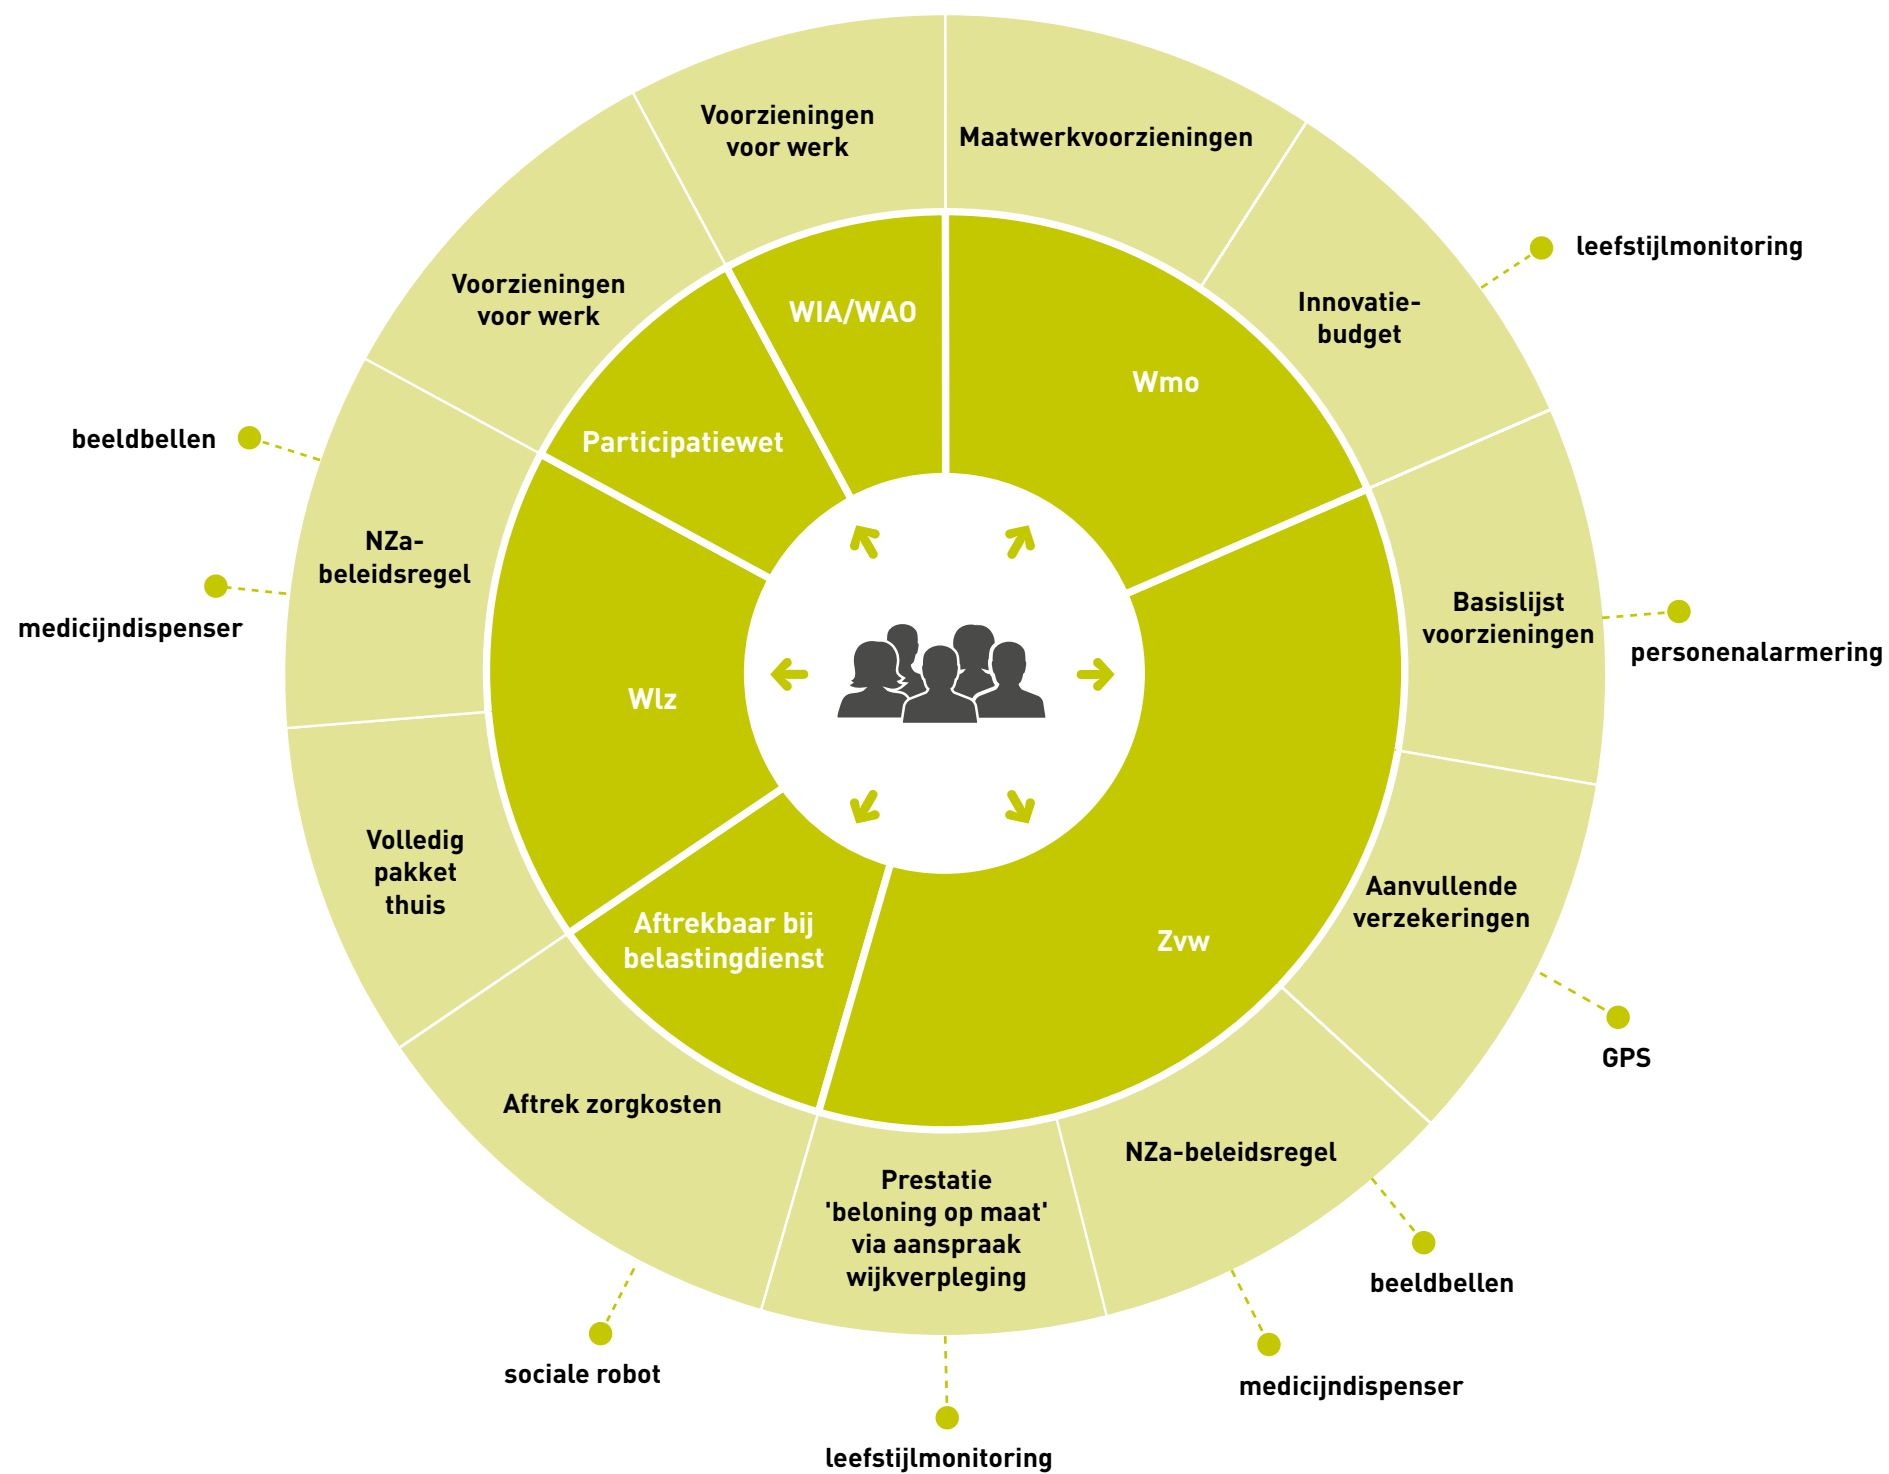 Voorzieningen
voor werk
Maatwerkvoorzieningen
leefstijlmonitoring
Innovatie-
budget
Voorzieningen
voor werk
WIA/WAO
Wmo
beeldbellen
Participatiewet
NZa-
beleidsregel
medicijndispenser
Basislijst
voorzieningen
personenalarmering
Wlz
Volledig
pakket
thuis
Aanvullende
verzekeringen
Aftrekbaar bij
belastingdienst
Zvw
GPS
Aftrek zorgkosten
NZa-beleidsregel
Prestatie
'beloning op maat'
via aanspraak
wijkverpleging
beeldbellen
sociale robot
medicijndispenser
leefstijlmonitoring